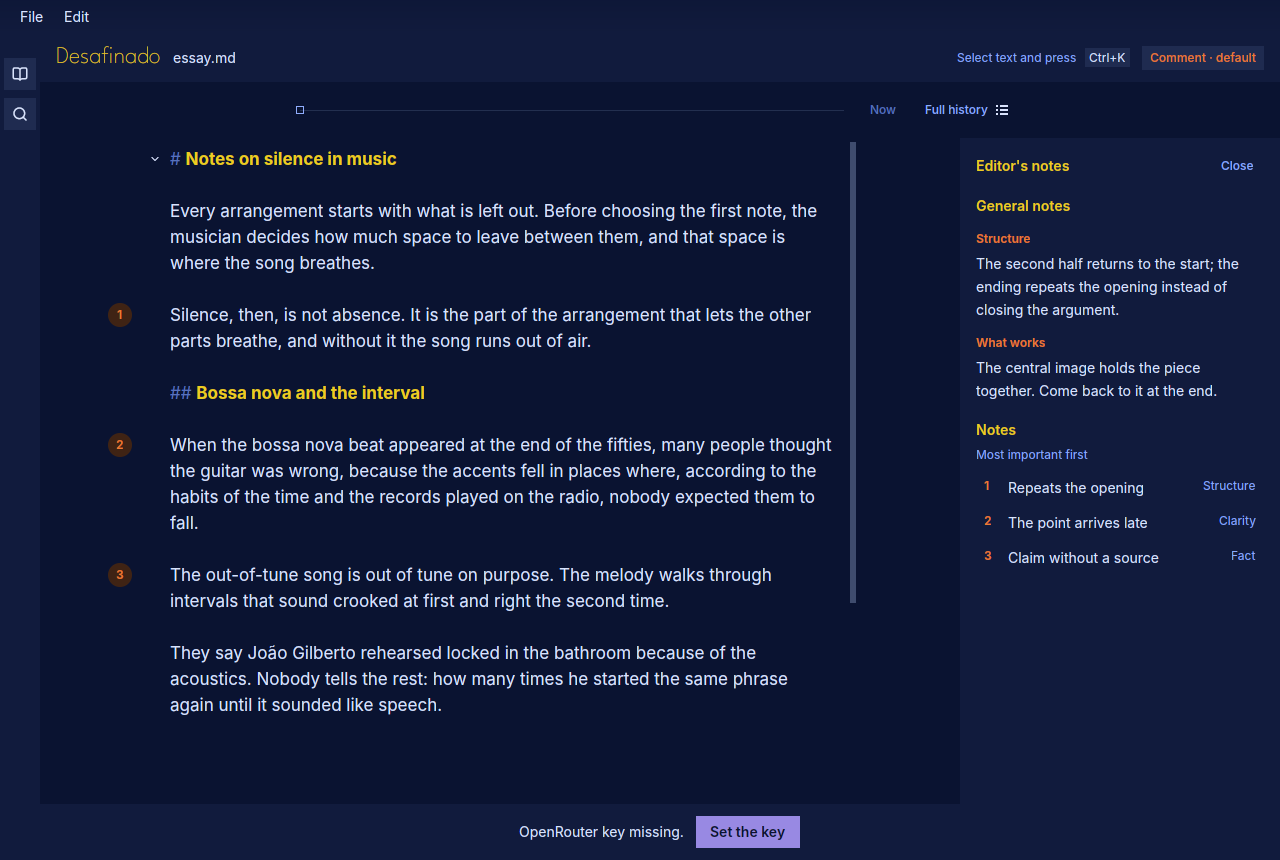 File Edit
Desafinado essay.md Select text and press Ctrl+K Comment · default
Now Full history
# Notes on silence in music
Every arrangement starts with what is left out. Before choosing the first note, the
musician decides how much space to leave between them, and that space is
where the song breathes.
1 Silence, then, is not absence. It is the part of the arrangement that lets the other
parts breathe, and without it the song runs out of air.
## Bossa nova and the interval
2 When the bossa nova beat appeared at the end of the fifties, many people thought
the guitar was wrong, because the accents fell in places where, according to the
habits of the time and the records played on the radio, nobody expected them to
fall.
3 The out-of-tune song is out of tune on purpose. The melody walks through
intervals that sound crooked at first and right the second time.
They say João Gilberto rehearsed locked in the bathroom because of the
acoustics. Nobody tells the rest: how many times he started the same phrase
again until it sounded like speech.
Editor's notes Close
General notes
Structure
The second half returns to the start; the
ending repeats the opening instead of
closing the argument.
What works
The central image holds the piece
together. Come back to it at the end.
Notes
Most important first
1 Repeats the opening Structure
2 The point arrives late Clarity
3 Claim without a source Fact
OpenRouter key missing. Set the key